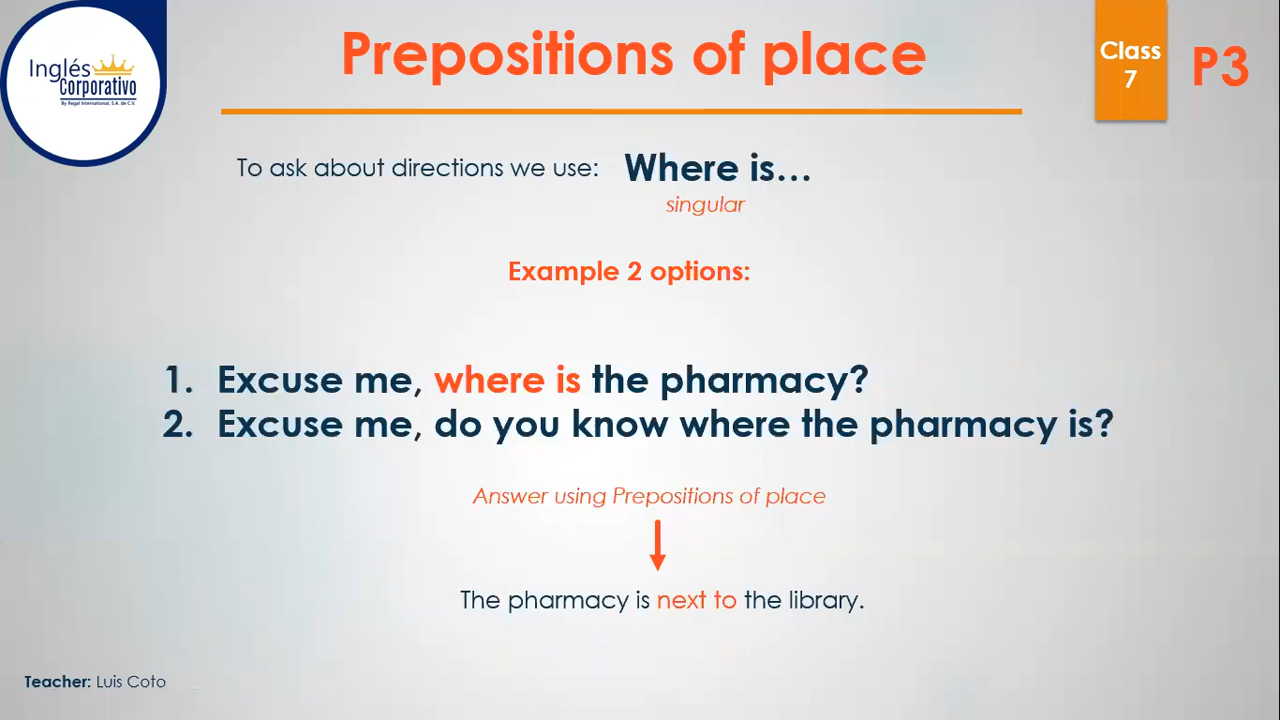 Prepositions of place
Class
7
P3
Inglés
Corporativo
By Regal International, S.A. de C.V.
To ask about directions we use: Where is...
singular
Example 2 options:
1. Excuse me, where is the pharmacy?
2. Excuse me, do you know where the pharmacy is?
Answer using Prepositions of place
The pharmacy is next to the library.
Teacher: Luis Coto